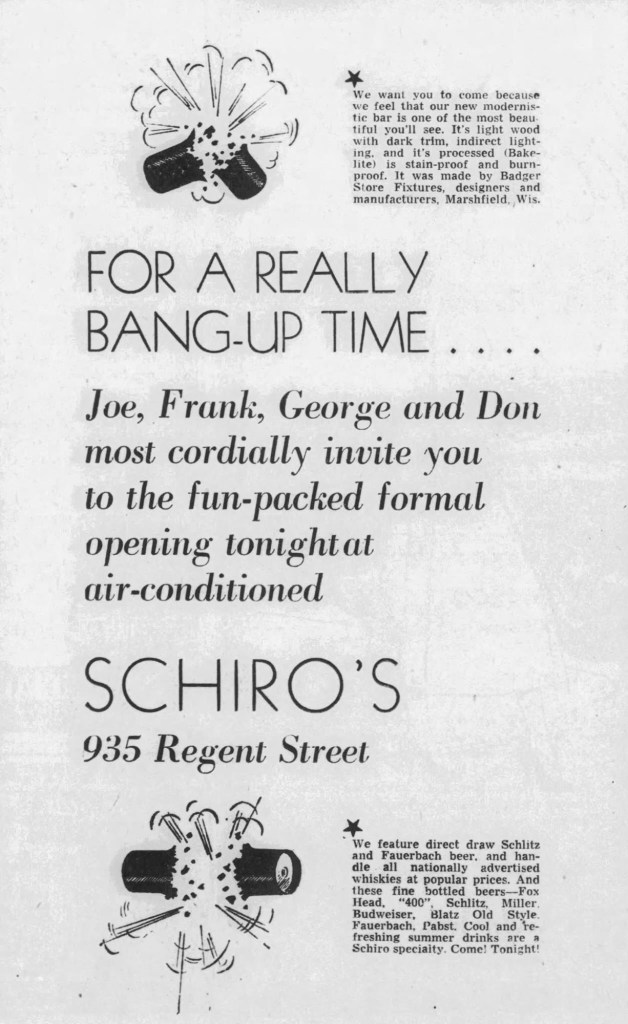 ★
We want you to come because
we feel that our new modernis-
tic bar is one of the most beau-
tiful you'll see. It's light wood
with dark trim, indirect light-
ing, and it's processed (Bake-
lite) is stain-proof and burn-
proof. It was made by Badger
Store Fixtures, designers and
manufacturers, Marshfield, Wis.
FOR A REALLY
BANG-UP TIME . . . .
Joe, Frank, George and Don
most cordially invite you
to the fun-packed formal
opening tonight at
air-conditioned
SCHIRO'S
935 Regent Street
★
We feature direct draw Schlitz
and Fauerbach beer, and han-
dle all nationally advertised
whiskies at popular prices. And
these fine bottled beers—Fox
Head, "400", Schlitz, Miller,
Budweiser, Blatz Old Style,
Fauerbach, Pabst. Cool and re-
freshing summer drinks are a
Schiro specialty. Come! Tonight!